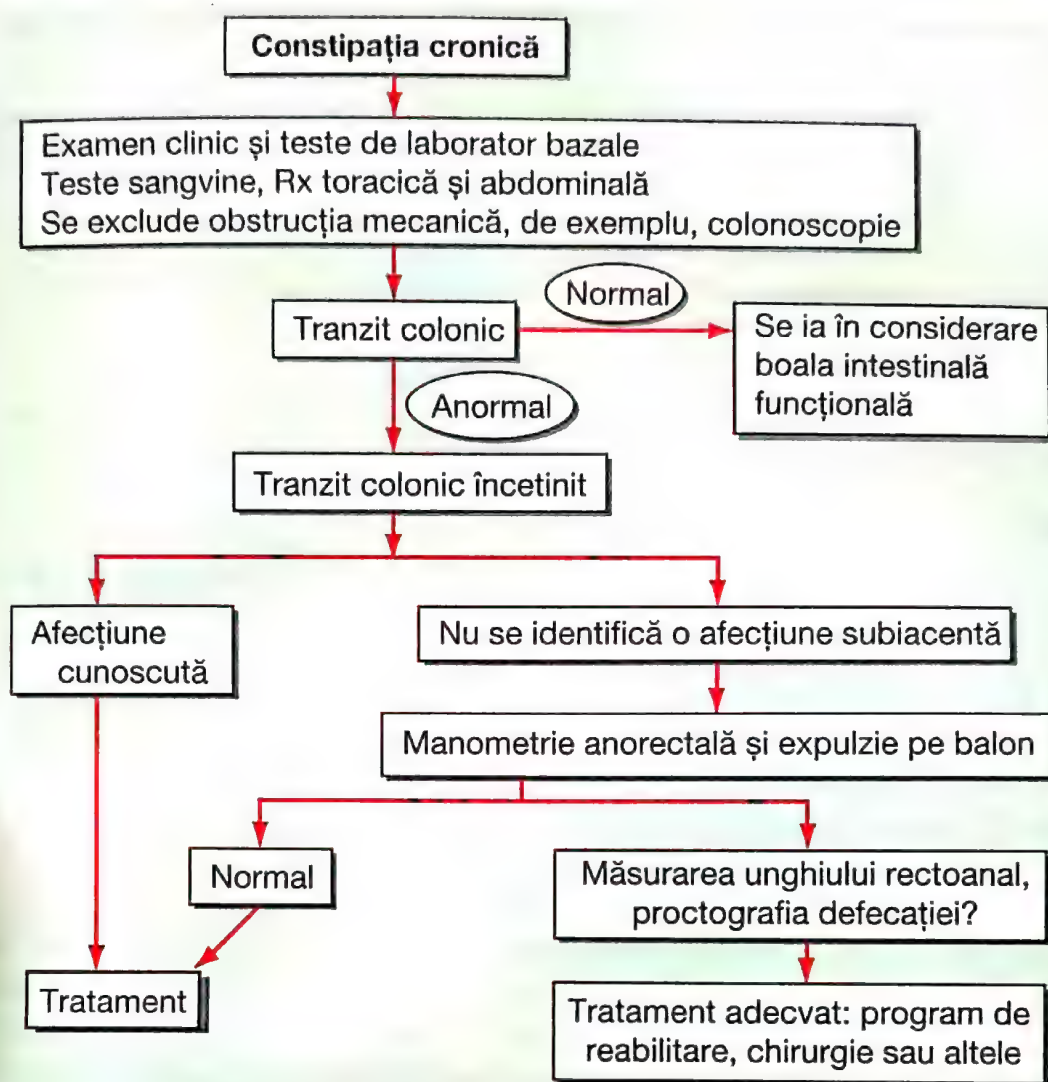 Constipația cronică
Examen clinic și teste de laborator bazale
Teste sangvine, Rx toracică și abdominală
Se exclude obstrucția mecanică, de exemplu, colonoscopie
Tranzit colonic
Normal
Se ia în considerare
boala intestinală
funcțională
Anormal
Tranzit colonic încetinit
Afecțiune
cunoscută
Nu se identifică o afecțiune subiacentă
Manometrie anorectală și expulzie pe balon
Normal
Măsurarea unghiului rectoanal,
proctografia defecației?
Tratament
Tratament adecvat: program de
reabilitare, chirurgie sau altele